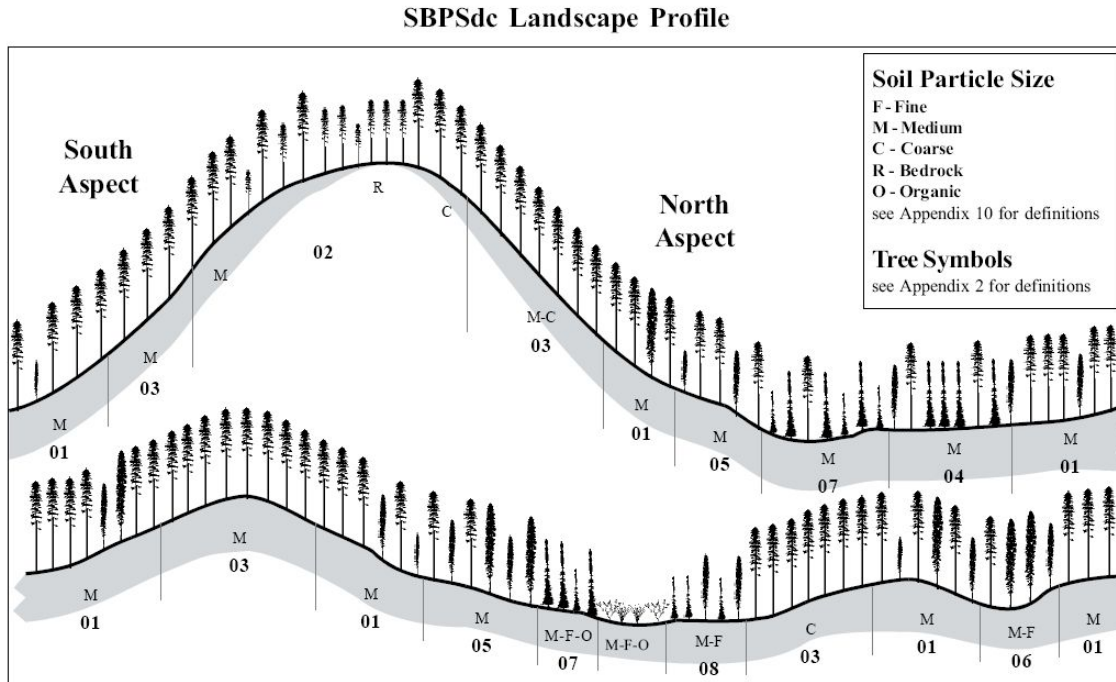 SBPSdc Landscape Profile
Soil Particle Size
F - Fine
M - Medium
C - Coarse
R - Bedrock
O - Organic
see Appendix 10 for definitions
Tree Symbols
see Appendix 2 for definitions
South
Aspect
North
Aspect
M
01
M
03
M
R
02
C
M-C
03
M
01
M
05
M
07
M
04
M
01
M
01
M
03
M
01
M
05
M-F-O
07
M-F-O
M-F
08
C
03
M
01
M-F
06
M
01